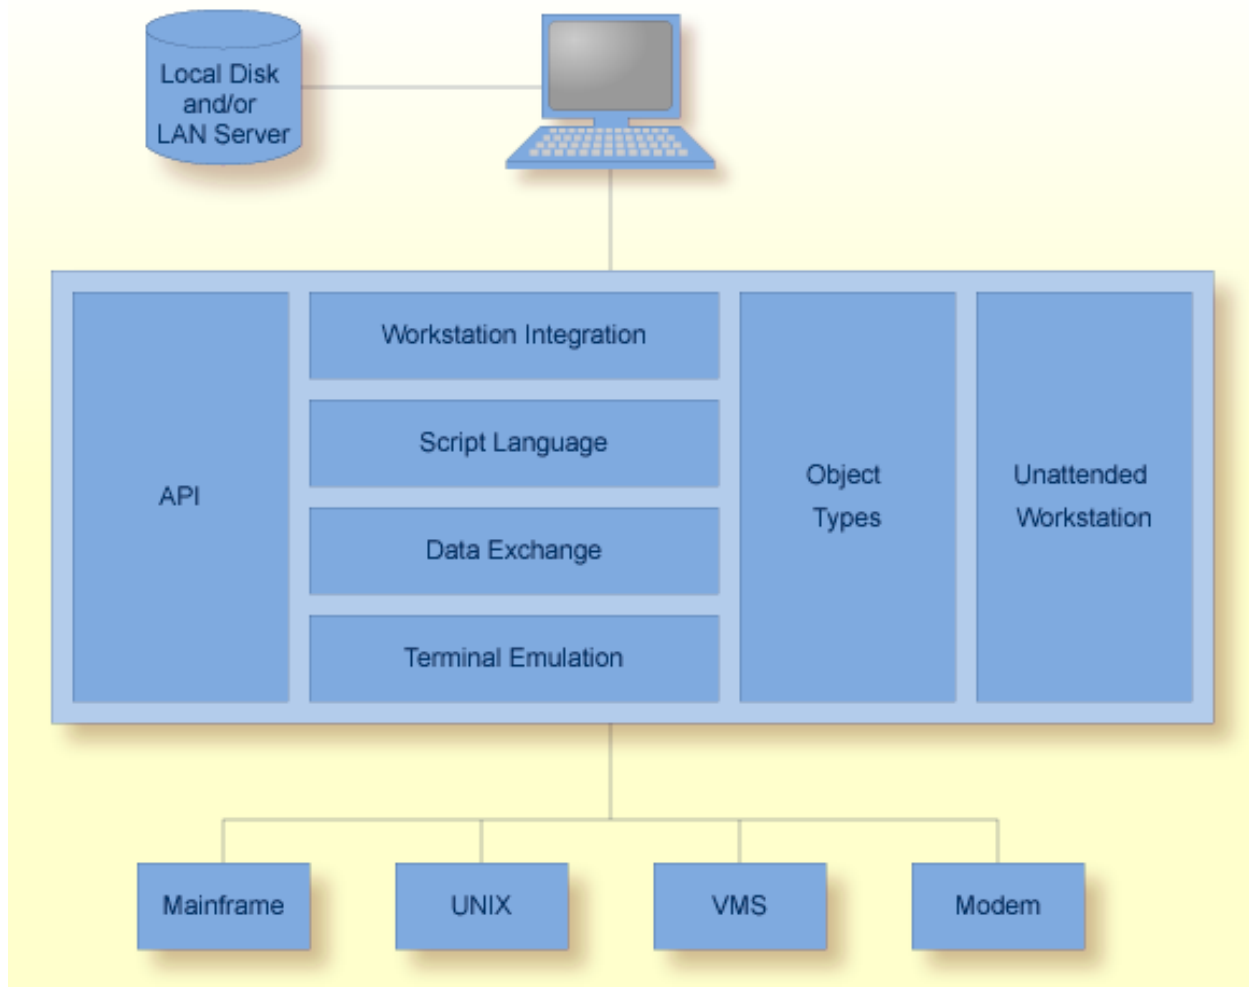 Local Disk
and/or
LAN Server
API
Workstation Integration
Script Language
Data Exchange
Terminal Emulation
Object
Types
Unattended
Workstation
Mainframe
UNIX
VMS
Modem